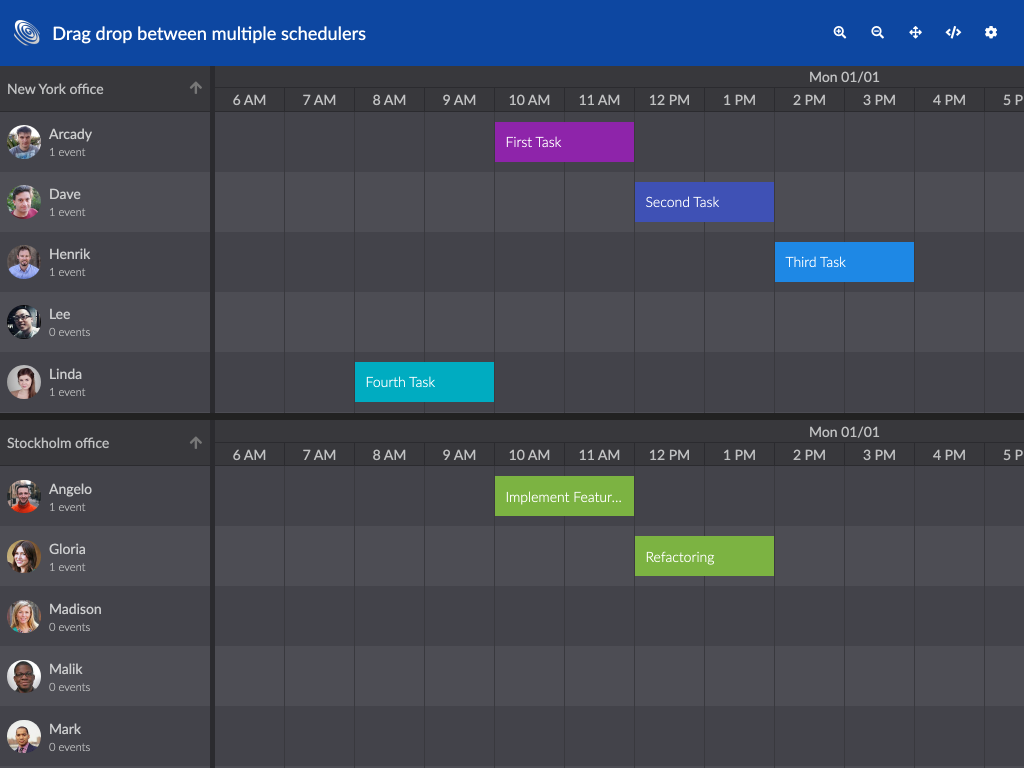 Drag drop between multiple schedulers
New York office
Mon 01/01
6 AM 7 AM 8 AM 9 AM 10 AM 11 AM 12 PM 1 PM 2 PM 3 PM 4 PM 5 P
Arcady
1 event
First Task
Dave
1 event
Second Task
Henrik
1 event
Third Task
Lee
0 events
Linda
1 event
Fourth Task
Stockholm office
Mon 01/01
6 AM 7 AM 8 AM 9 AM 10 AM 11 AM 12 PM 1 PM 2 PM 3 PM 4 PM 5 P
Angelo
1 event
Implement Featur...
Gloria
1 event
Refactoring
Madison
0 events
Malik
0 events
Mark
0 events